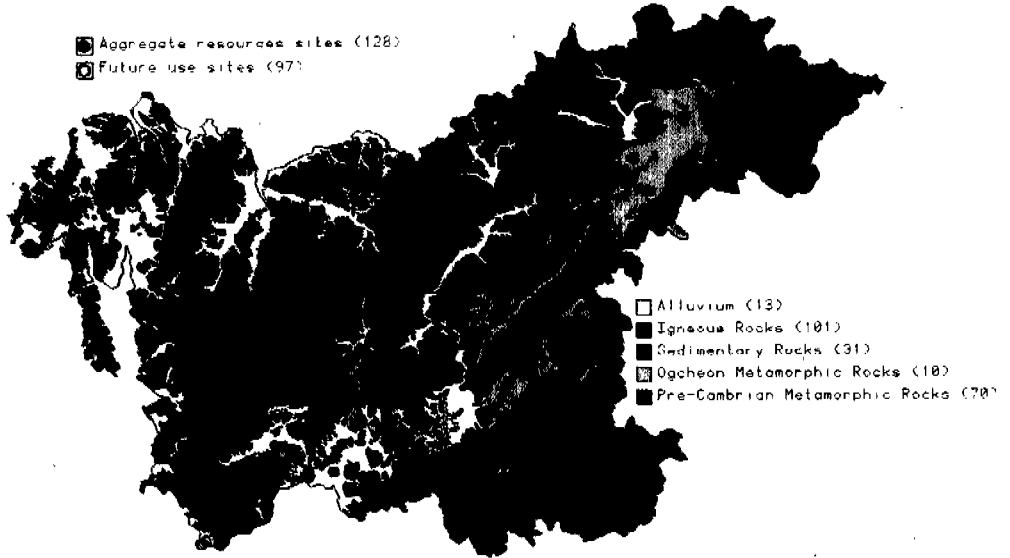 Aggregate resources sites (128)
Future use sites (97)
Alluvium (13)
Igneous Rocks (101)
Sedimentary Rocks (31)
Ogcheon Metamorphic Rocks (10)
Pre-Cambrian Metamorphic Rocks (70)